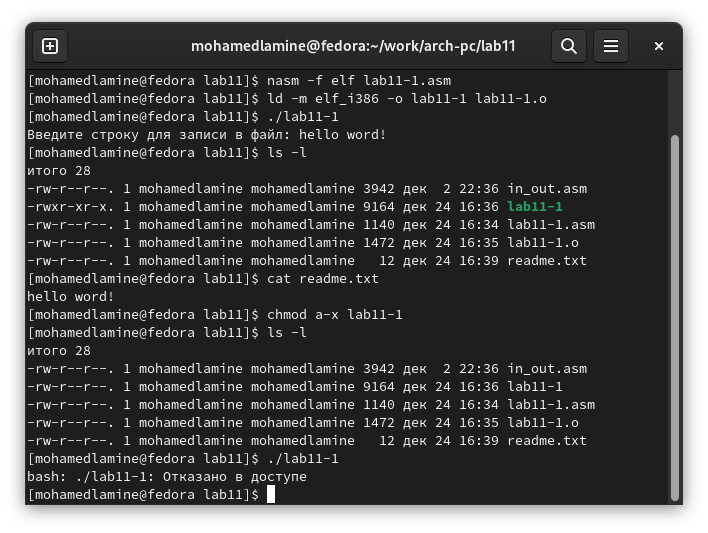 mohamedlamine@fedora:~/work/arch-pc/lab11
[mohamedlamine@fedora lab11]$ nasm -f elf lab11-1.asm
[mohamedlamine@fedora lab11]$ ld -m elf_i386 -o lab11-1 lab11-1.o
[mohamedlamine@fedora lab11]$ ./lab11-1
Введите строку для записи в файл: hello word!
[mohamedlamine@fedora lab11]$ ls -l
итого 28
-rw-r--r--. 1 mohamedlamine mohamedlamine 3942 дек  2 22:36 in_out.asm
-rwxr-xr-x. 1 mohamedlamine mohamedlamine 9164 дек 24 16:36 lab11-1
-rw-r--r--. 1 mohamedlamine mohamedlamine 1140 дек 24 16:34 lab11-1.asm
-rw-r--r--. 1 mohamedlamine mohamedlamine 1472 дек 24 16:35 lab11-1.o
-rw-r--r--. 1 mohamedlamine mohamedlamine   12 дек 24 16:39 readme.txt
[mohamedlamine@fedora lab11]$ cat readme.txt
hello word!
[mohamedlamine@fedora lab11]$ chmod a-x lab11-1
[mohamedlamine@fedora lab11]$ ls -l
итого 28
-rw-r--r--. 1 mohamedlamine mohamedlamine 3942 дек  2 22:36 in_out.asm
-rw-r--r--. 1 mohamedlamine mohamedlamine 9164 дек 24 16:36 lab11-1
-rw-r--r--. 1 mohamedlamine mohamedlamine 1140 дек 24 16:34 lab11-1.asm
-rw-r--r--. 1 mohamedlamine mohamedlamine 1472 дек 24 16:35 lab11-1.o
-rw-r--r--. 1 mohamedlamine mohamedlamine   12 дек 24 16:39 readme.txt
[mohamedlamine@fedora lab11]$ ./lab11-1
bash: ./lab11-1: Отказано в доступе
[mohamedlamine@fedora lab11]$